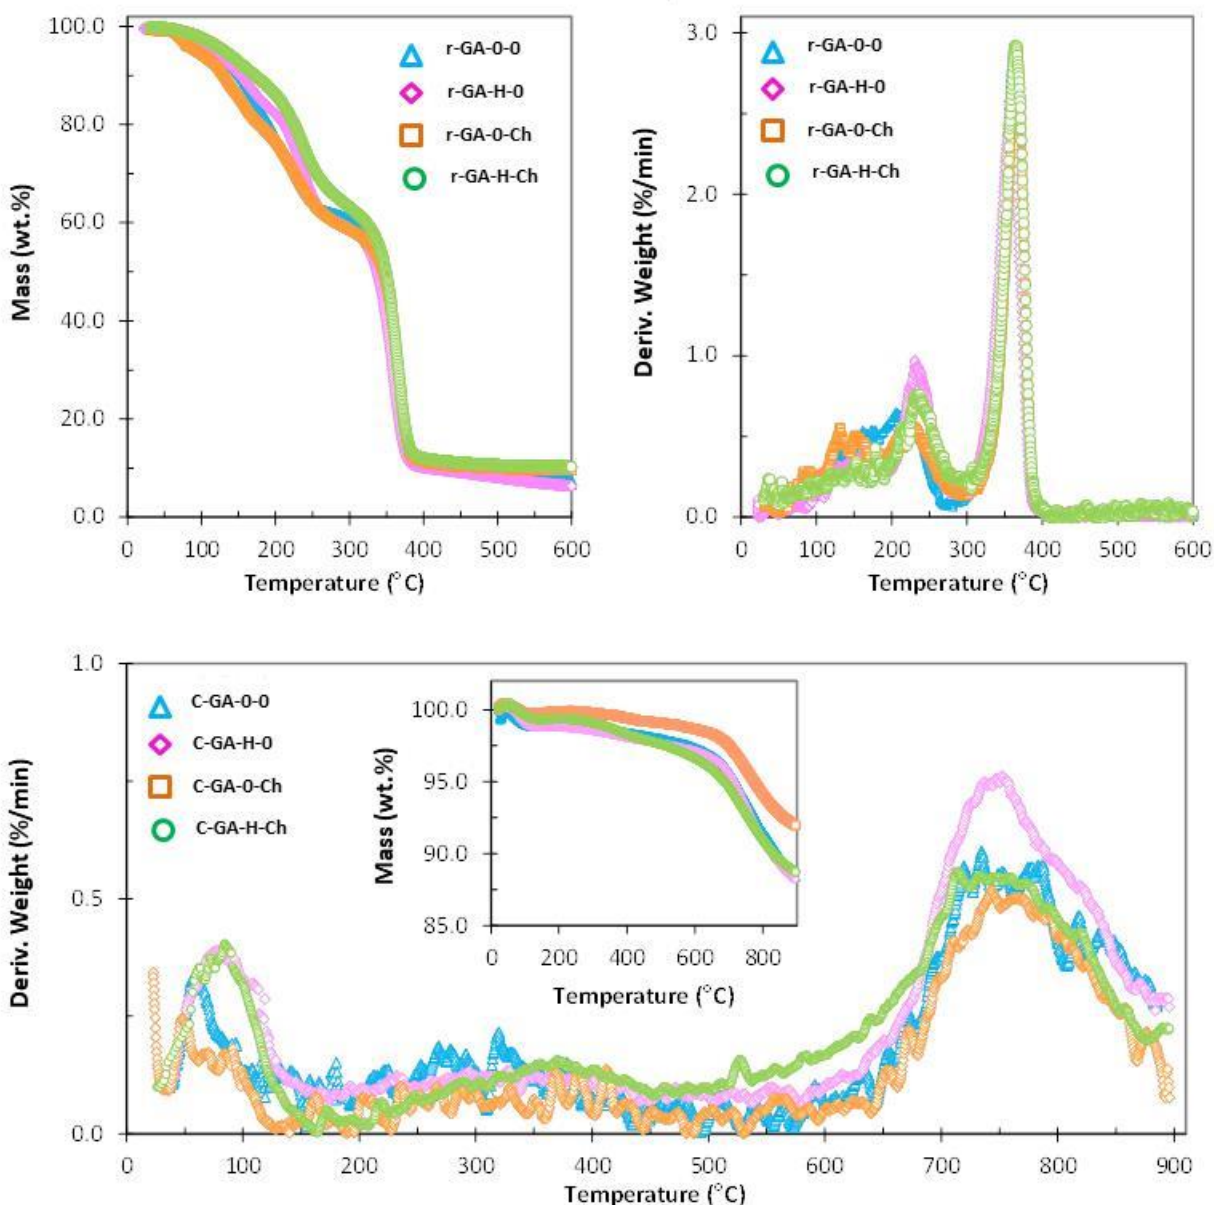 100.0
80.0
60.0
40.0
20.0
0.0
Mass (wt.%)
0 100 200 300 400 500 600
Temperature (°C)
r-GA-0-0
r-GA-H-0
r-GA-0-Ch
r-GA-H-Ch
3.0
2.0
1.0
0.0
Deriv. Weight (%/min)
0 100 200 300 400 500 600
Temperature (°C)
r-GA-0-0
r-GA-H-0
r-GA-0-Ch
r-GA-H-Ch
1.0
0.5
0.0
Deriv. Weight (%/min)
0 100 200 300 400 500 600 700 800 900
Temperature (°C)
C-GA-0-0
C-GA-H-0
C-GA-0-Ch
C-GA-H-Ch
100.0
95.0
90.0
85.0
Mass (wt.%)
0 200 400 600 800
Temperature (°C)